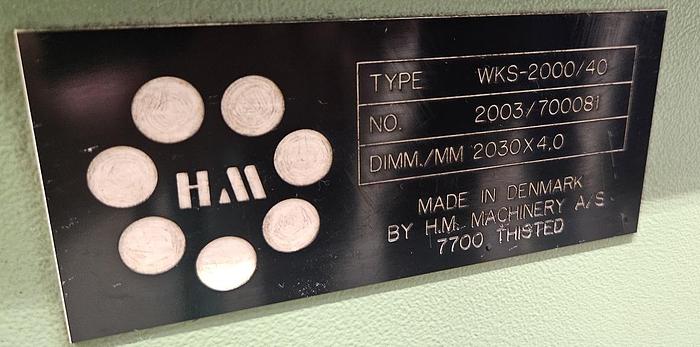 HM
TYPE WKS-2000/40
NO. 2003/700081
DIMM./MM 2030X4.0
MADE IN DENMARK
BY H.M. MACHINERY A/S
7700 THISTED